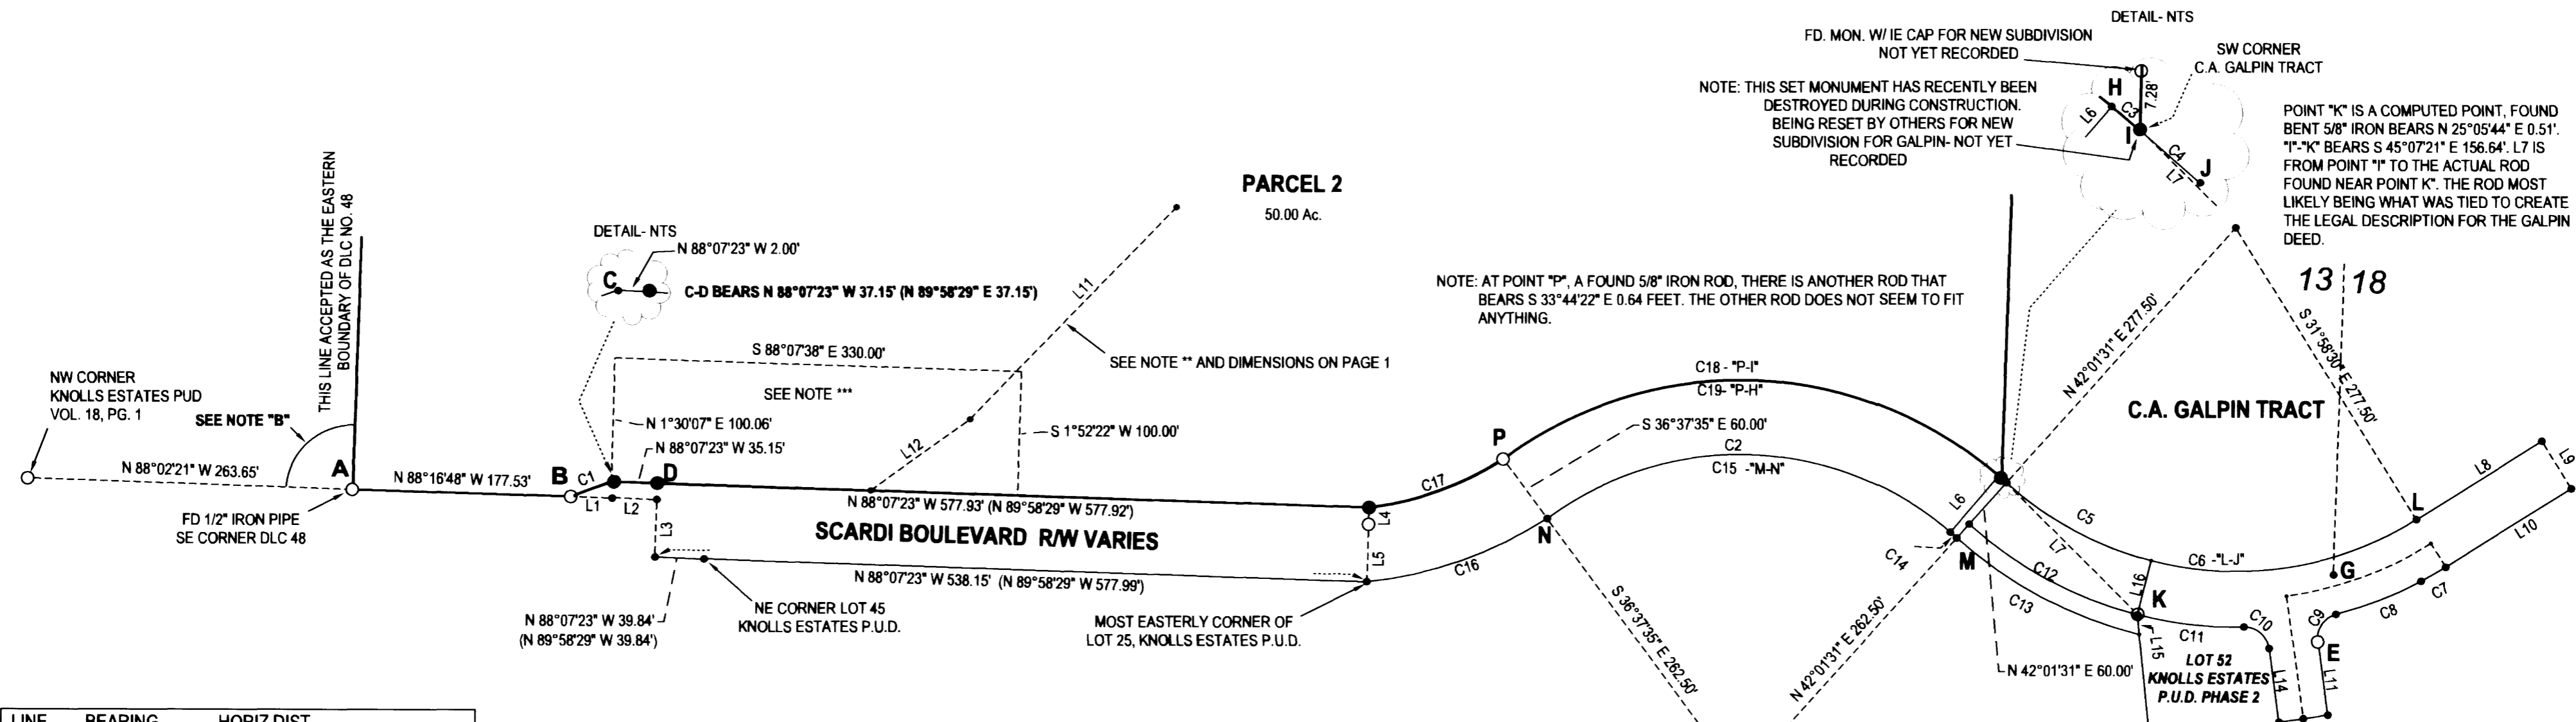 DETAIL- NTS
FD. MON. W/ IE CAP FOR NEW SUBDIVISION
NOT YET RECORDED
SW CORNER
C.A. GALPIN TRACT
NOTE: THIS SET MONUMENT HAS RECENTLY BEEN
DESTROYED DURING CONSTRUCTION.
BEING RESET BY OTHERS FOR NEW
SUBDIVISION FOR GALPIN- NOT YET
RECORDED
H
C3
7.28'
L6
I
C4
L7
J
POINT "K" IS A COMPUTED POINT, FOUND
BENT 5/8" IRON BEARS N 25°05'44" E 0.51'.
"I"-"K" BEARS S 45°07'21" E 156.64'. L7 IS
FROM POINT "I" TO THE ACTUAL ROD
FOUND NEAR POINT K". THE ROD MOST
LIKELY BEING WHAT WAS TIED TO CREATE
THE LEGAL DESCRIPTION FOR THE GALPIN
DEED.
13 18
THIS LINE ACCEPTED AS THE EASTERN
BOUNDARY OF DLC NO. 48
PARCEL 2
50.00 Ac.
DETAIL- NTS
N 88°07'23" W 2.00'
C
C-D BEARS N 88°07'23" W 37.15' (N 89°58'29" E 37.15')
L11
NOTE: AT POINT "P", A FOUND 5/8" IRON ROD, THERE IS ANOTHER ROD THAT
BEARS S 33°44'22" E 0.64 FEET. THE OTHER ROD DOES NOT SEEM TO FIT
ANYTHING.
S 88°07'38" E 330.00'
SEE NOTE ** AND DIMENSIONS ON PAGE 1
SEE NOTE ***
NW CORNER
KNOLLS ESTATES PUD
VOL. 18, PG. 1
SEE NOTE "B"
N 1°30'07" E 100.06'
N 88°07'23" W 35.15'
S 1°52'22" W 100.00'
L12
N 88°02'21" W 263.65'
A
N 88°16'48" W 177.53'
B
C1
D
L1
L2
L3
FD 1/2" IRON PIPE
SE CORNER DLC 48
N 88°07'23" W 577.93' (N 89°58'29" W 577.92')
SCARDI BOULEVARD R/W VARIES
N 88°07'23" W 538.15' (N 89°58'29" W 577.99')
N 88°07'23" W 39.84'
(N 89°58'29" W 39.84')
NE CORNER LOT 45
KNOLLS ESTATES P.U.D.
MOST EASTERLY CORNER OF
LOT 25, KNOLLS ESTATES P.U.D.
L4
L5
C17
C16
P
N
C18 - "P-I"
C19- "P-H"
S 36°37'35" E 60.00'
C2
C15 -"M-N"
S 36°37'35" E 262.50'
N 42°01'31" E 262.50'
N 42°01'31" E 277.50'
S 31°58'30" E 277.50'
C.A. GALPIN TRACT
L6
C14
M
C5
L7
C12
C13
N 42°01'31" E 60.00'
L16
K
L15
C6 -"L-J"
L
L8
L9
L10
G
C7
C8
C9
C10
C11
E
L14
L11
LOT 52
KNOLLS ESTATES
P.U.D. PHASE 2
LINE BEARING HORIZ DIST